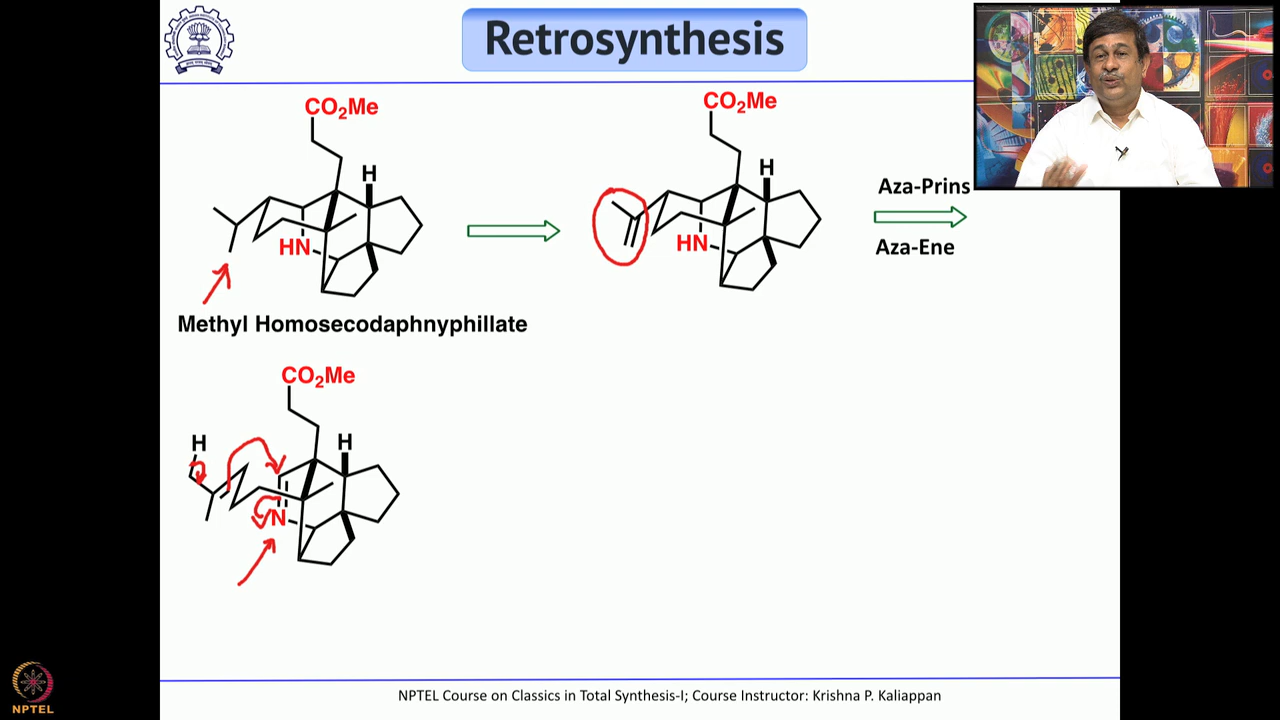 Retrosynthesis
CO2Me
H
HN
Methyl Homosecodaphnyphillate
CO2Me
H
HN
Aza-Prins
Aza-Ene
CO2Me
H
H
N
NPTEL Course on Classics in Total Synthesis-I; Course Instructor: Krishna P. Kaliappan
NPTEL